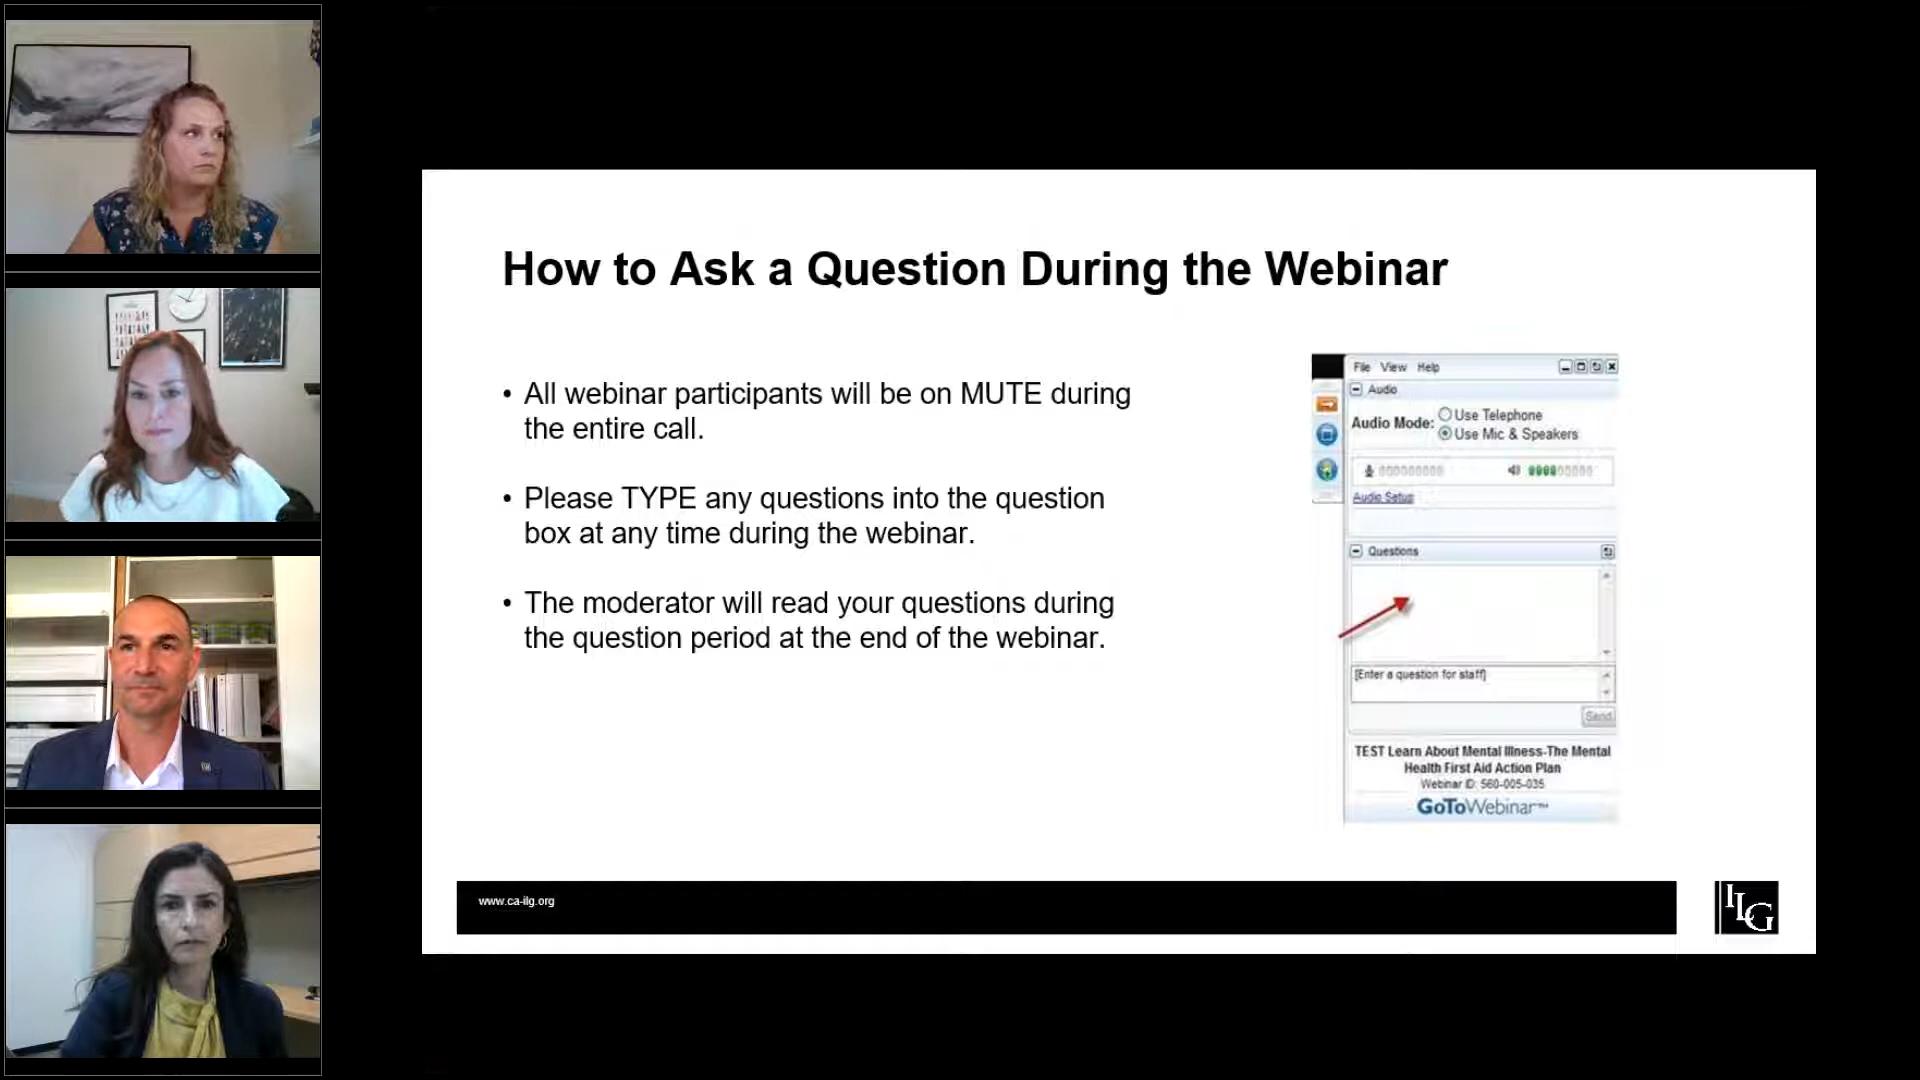 How to Ask a Question During the Webinar
• All webinar participants will be on MUTE during
the entire call.
• Please TYPE any questions into the question
box at any time during the webinar.
• The moderator will read your questions during
the question period at the end of the webinar.
File View Help
Audio
Audio Mode:
Use Telephone
Use Mic & Speakers
Audio Setup
Questions
[Enter a question for staff]
Send
TEST Learn About Mental Illness-The Mental
Health First Aid Action Plan
Webinar ID: 560-005-035
GoToWebinar™
www.ca-ilg.org
ILG